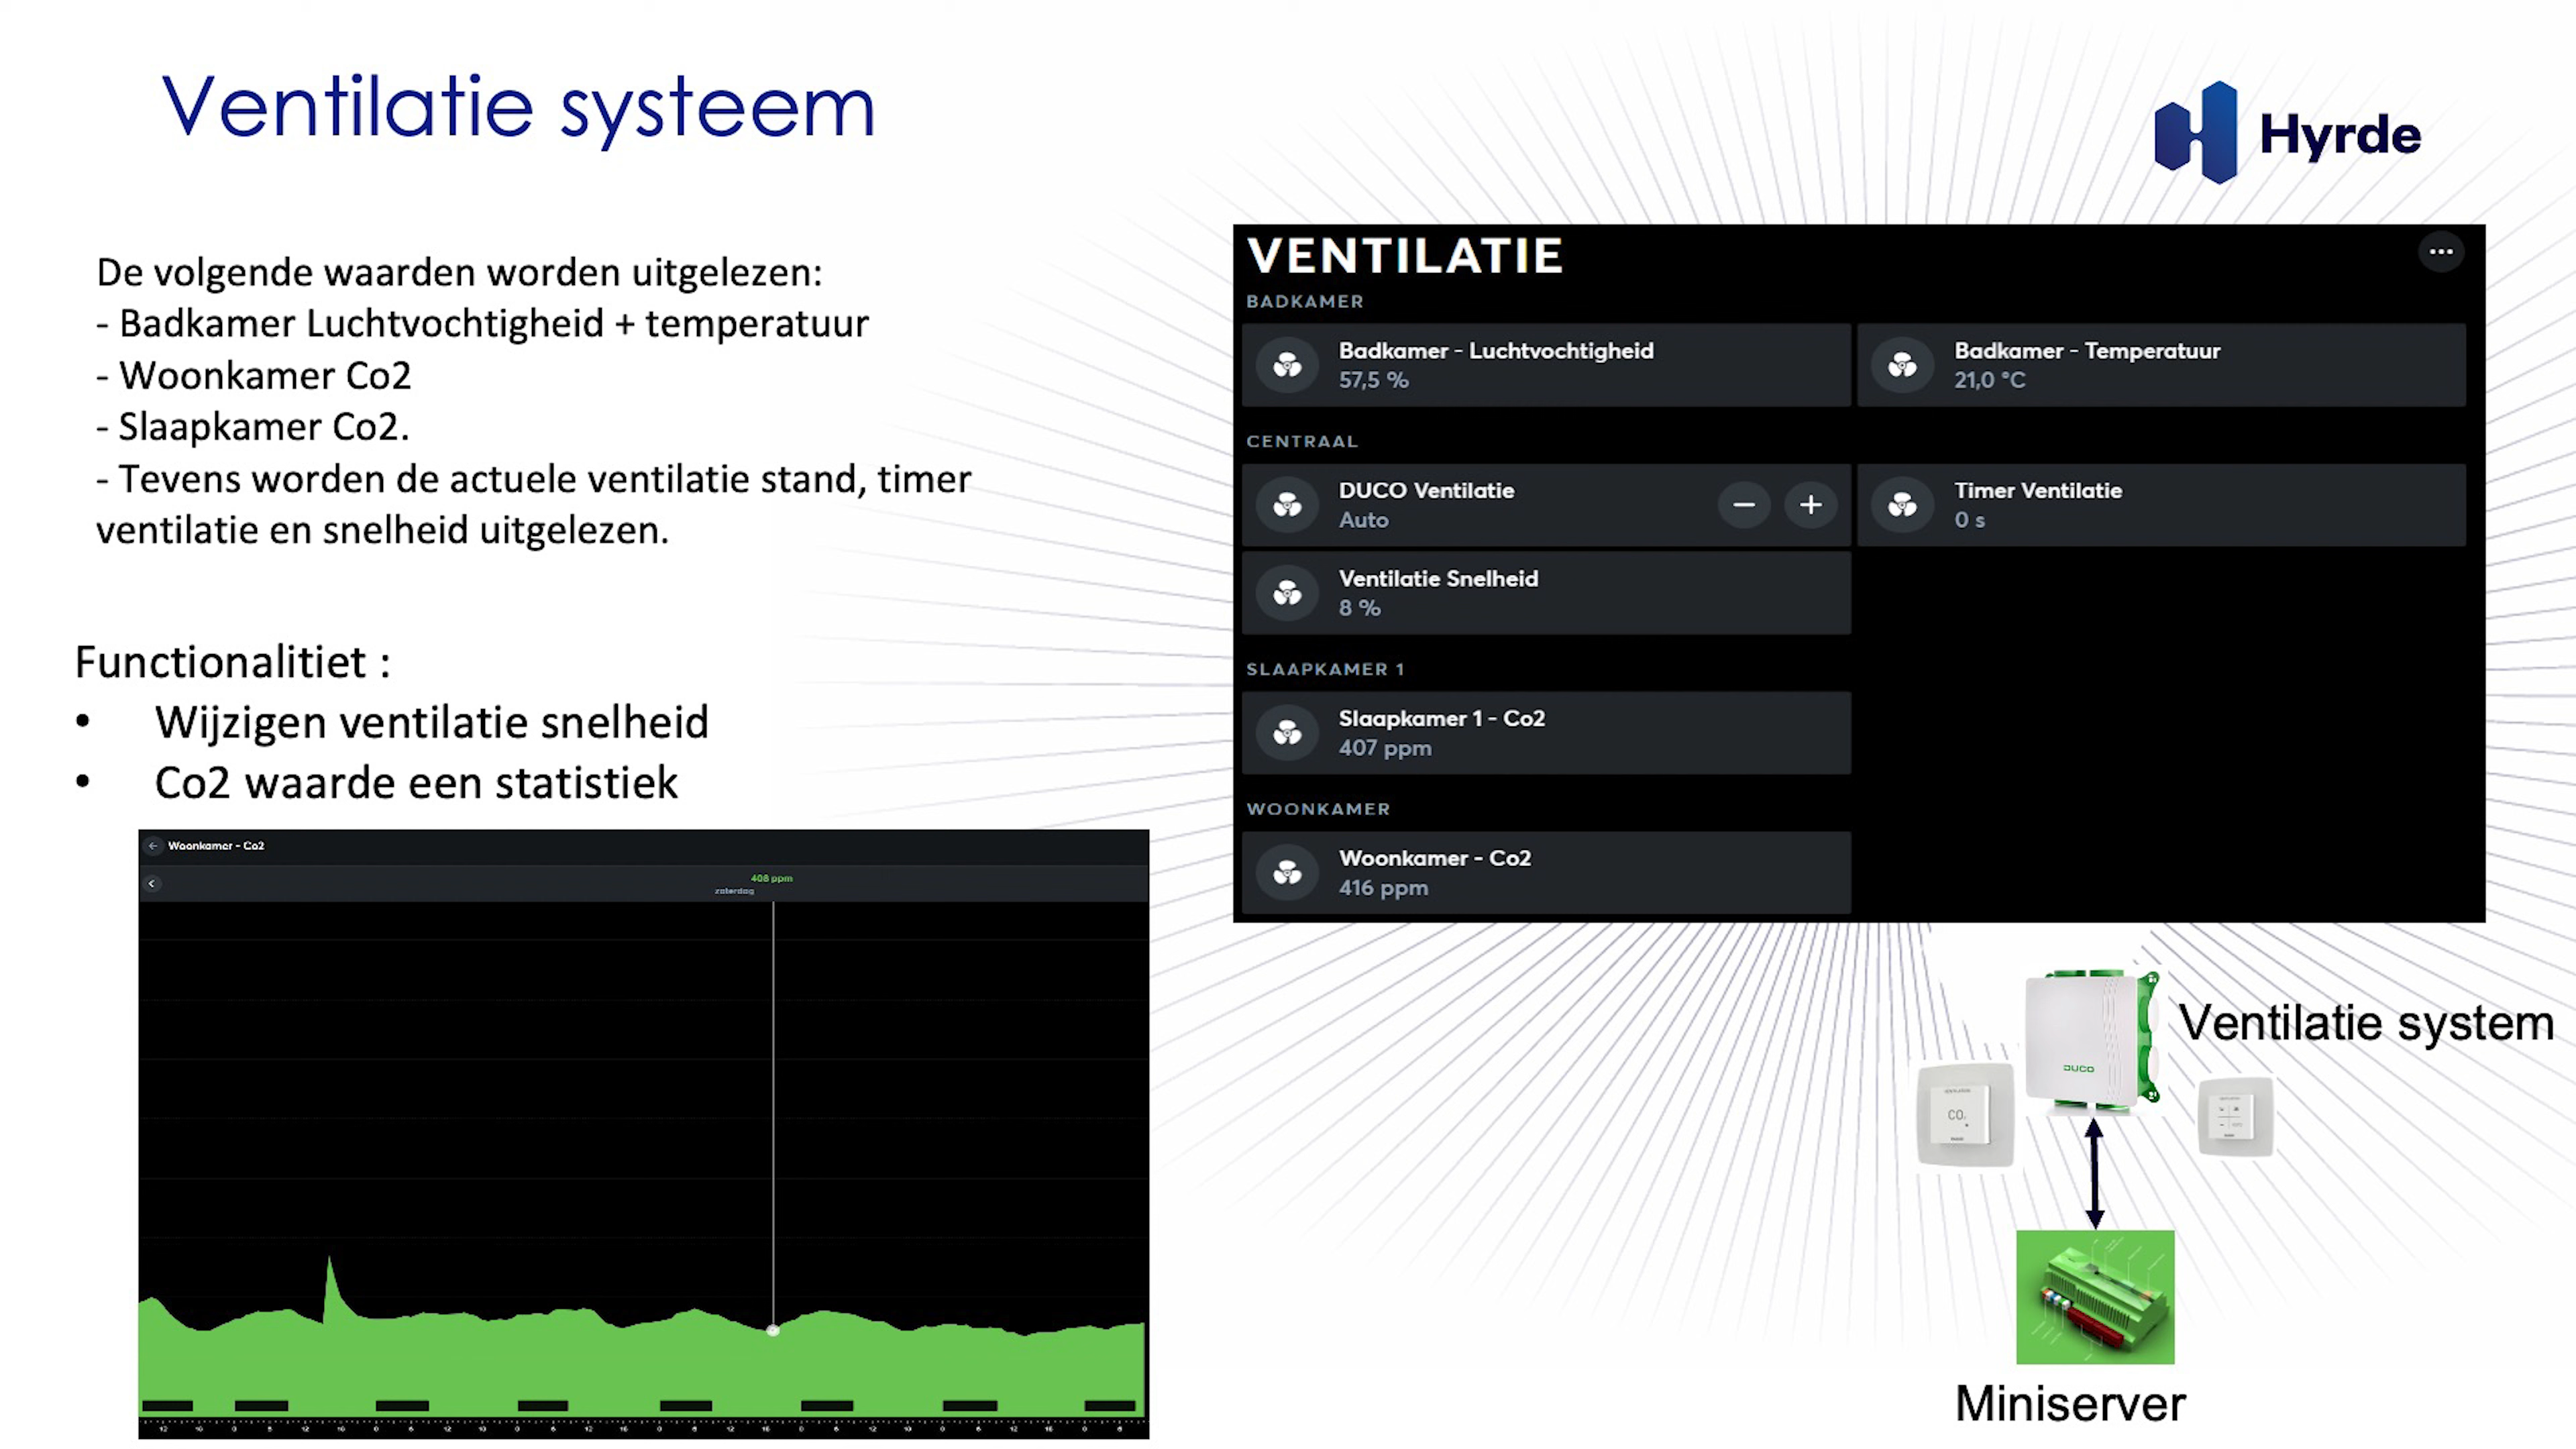 Ventilatie systeem
Hyrde
De volgende waarden worden uitgelezen:
- Badkamer Luchtvochtigheid + temperatuur
- Woonkamer Co2
- Slaapkamer Co2.
- Tevens worden de actuele ventilatie stand, timer
ventilatie en snelheid uitgelezen.
Functionalitiet :
• Wijzigen ventilatie snelheid
• Co2 waarde een statistiek
Woonkamer - Co2
408 ppm
zaterdag
VENTILATIE
BADKAMER
Badkamer - Luchtvochtigheid
57,5 %
Badkamer - Temperatuur
21,0 °C
CENTRAAL
DUCO Ventilatie
Auto
Timer Ventilatie
0 s
Ventilatie Snelheid
8 %
SLAAPKAMER 1
Slaapkamer 1 - Co2
407 ppm
WOONKAMER
Woonkamer - Co2
416 ppm
Ventilatie system
DUCO
CO₂
Miniserver